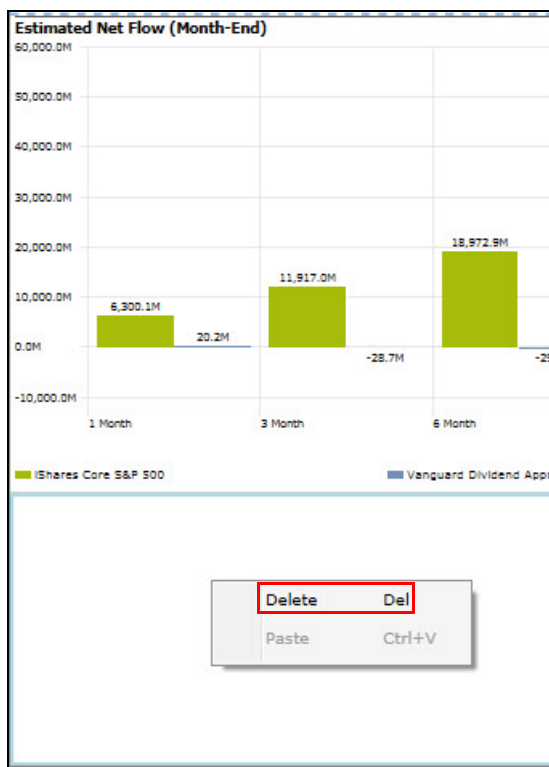 Estimated Net Flow (Month-End)
60,000.0M
50,000.0M
40,000.0M
30,000.0M
20,000.0M
18,972.9M
11,917.0M
10,000.0M
6,300.1M
20.2M
0.0M
-28.7M
-10,000.0M
1 Month 3 Month 6 Month
iShares Core S&P 500 Vanguard Dividend
Delete Del
Paste Ctrl+V